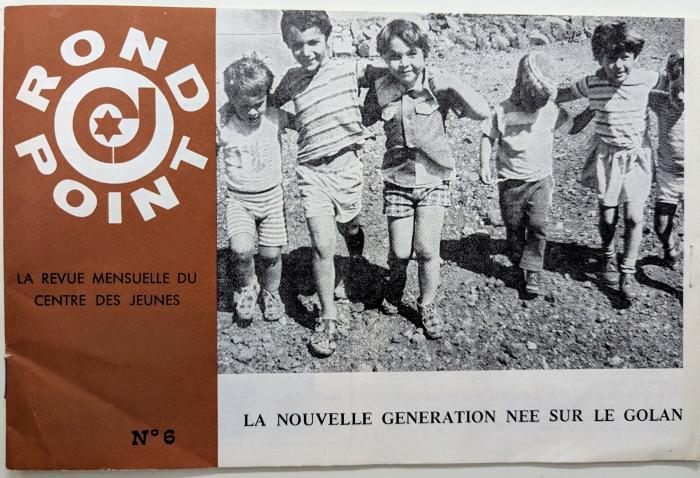 ROND
POINT
LA REVUE MENSUELLE DU
CENTRE DES JEUNES
N° 6
LA NOUVELLE GENERATION NEE SUR LE GOLAN